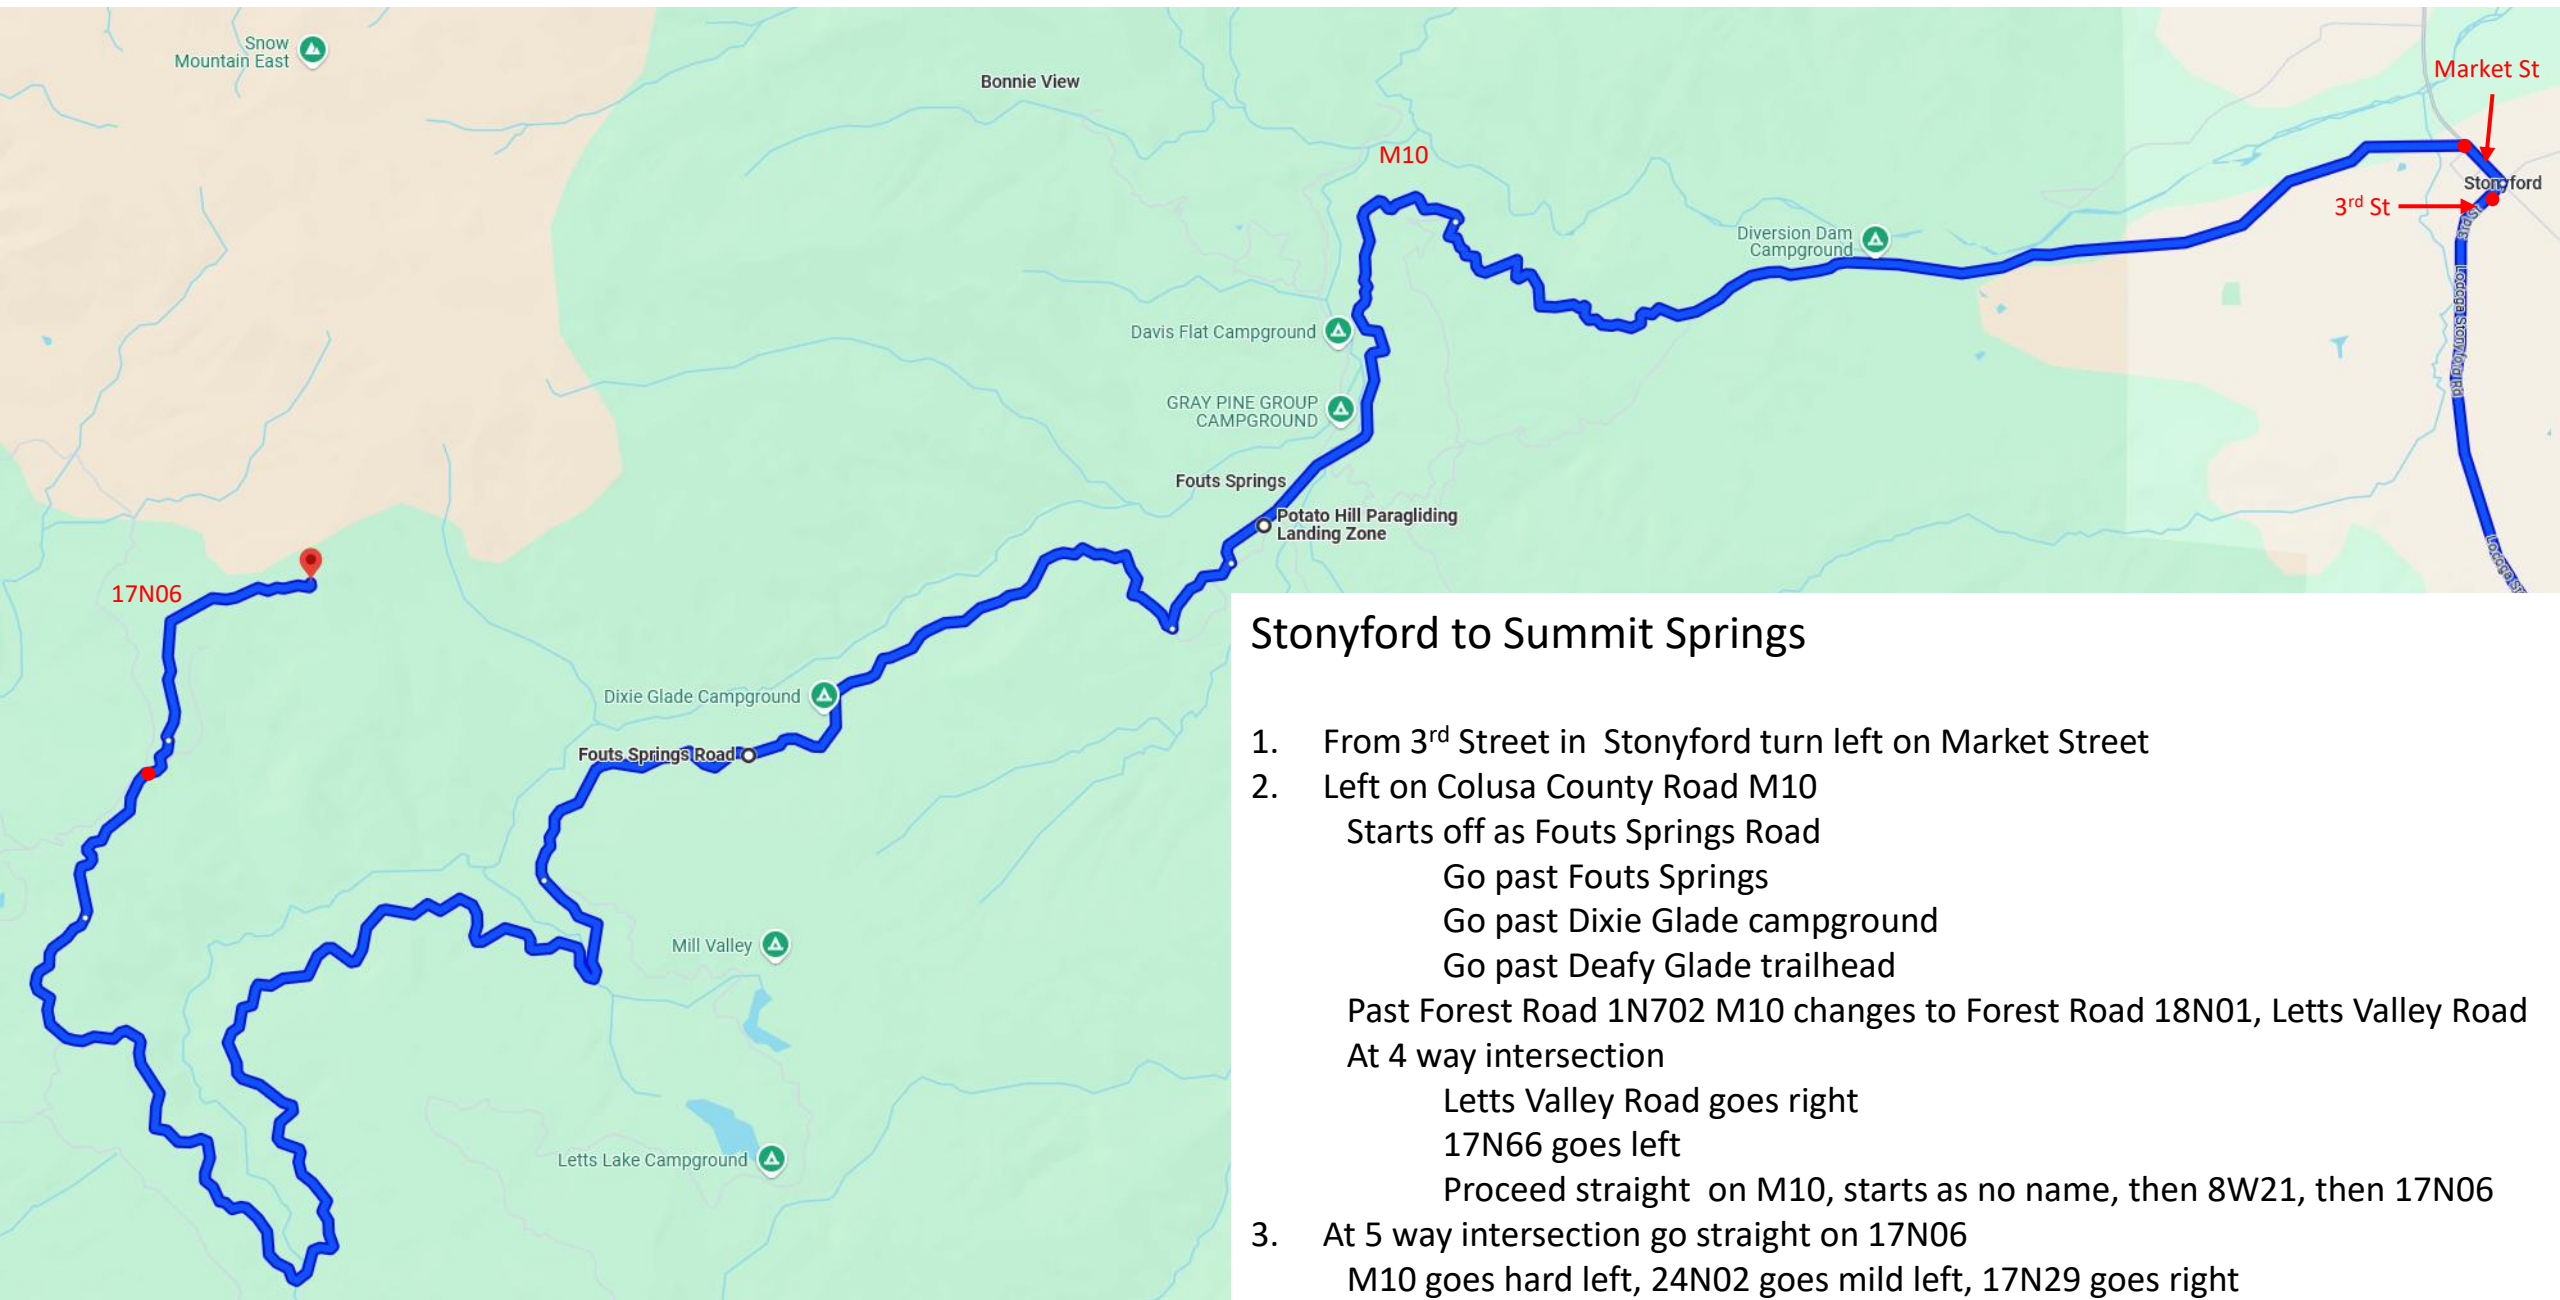 Snow
Mountain East
Bonnie View
Market St
M10
Stonyford
3rd St
3rd St
Diversion Dam
Campground
Lodoga Stonyford Rd
Davis Flat Campground
GRAY PINE GROUP
CAMPGROUND
Fouts Springs
Potato Hill Paragliding
Landing Zone
17N06
Dixie Glade Campground
Fouts Springs Road
Mill Valley
Letts Lake Campground
Stonyford to Summit Springs
1. From 3rd Street in Stonyford turn left on Market Street
2. Left on Colusa County Road M10
Starts off as Fouts Springs Road
Go past Fouts Springs
Go past Dixie Glade campground
Go past Deafy Glade trailhead
Past Forest Road 1N702 M10 changes to Forest Road 18N01, Letts Valley Road
At 4 way intersection
Letts Valley Road goes right
17N66 goes left
Proceed straight on M10, starts as no name, then 8W21, then 17N06
3. At 5 way intersection go straight on 17N06
M10 goes hard left, 24N02 goes mild left, 17N29 goes right